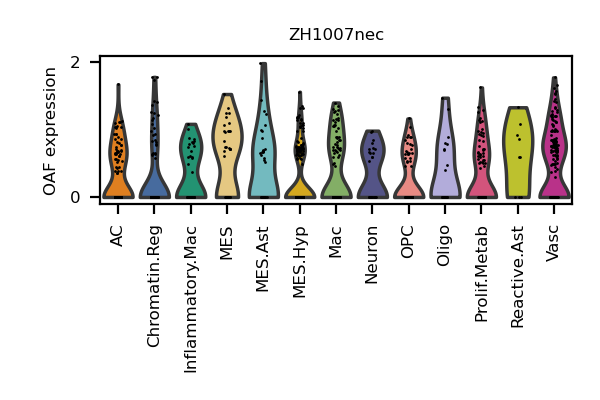 ZH1007nec
OAF expression
2
0
AC
Chromatin.Reg
Inflammatory.Mac
MES
MES.Ast
MES.Hyp
Mac
Neuron
OPC
Oligo
Prolif.Metab
Reactive.Ast
Vasc